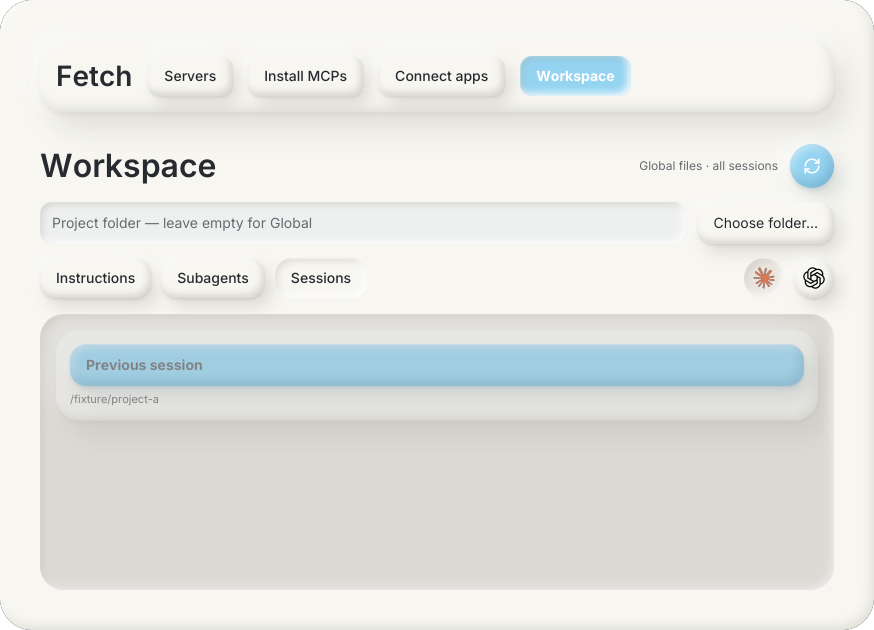 Fetch
Servers
Install MCPs
Connect apps
Workspace
Workspace
Global files · all sessions
Project folder — leave empty for Global
Choose folder...
Instructions
Subagents
Sessions
Previous session
/fixture/project-a